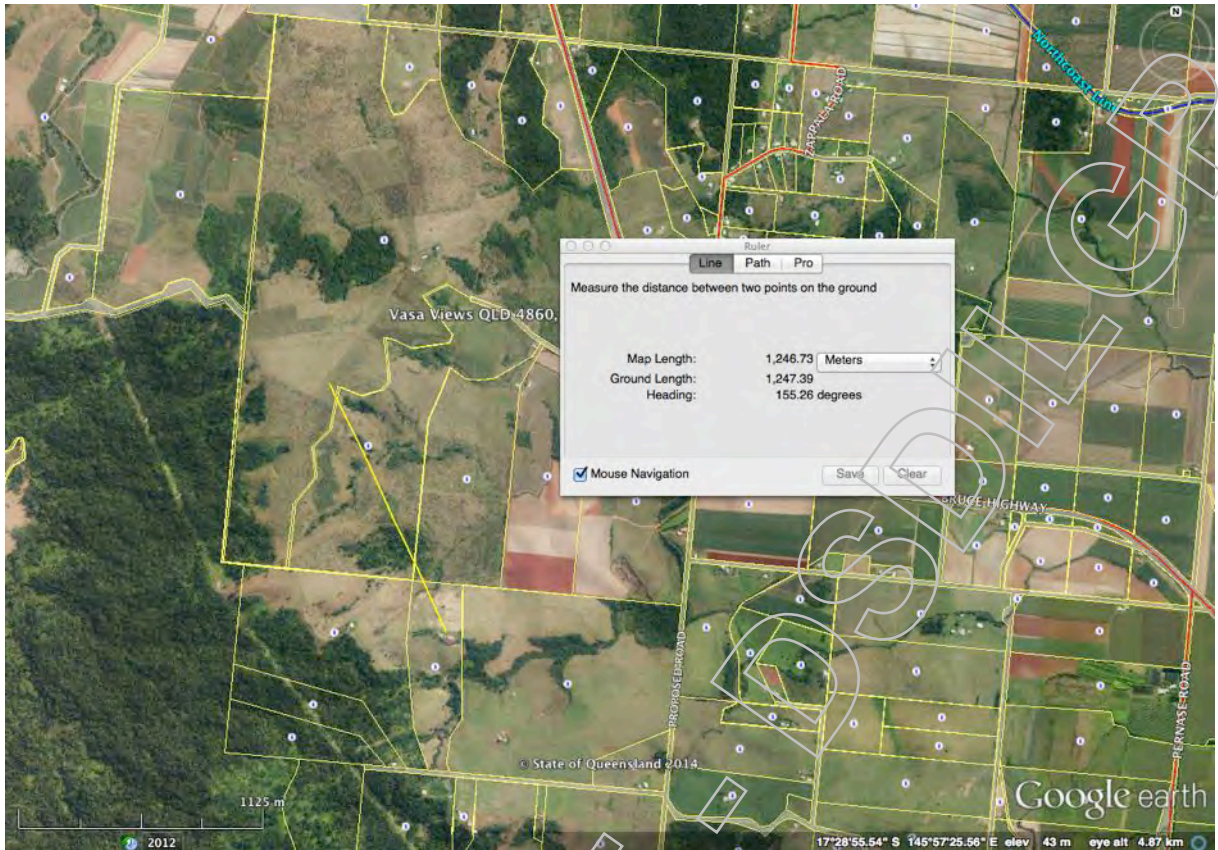 N
Northcoast Line
ZAPPALA ROAD
Ruler
Line Path Pro
Measure the distance between two points on the ground
Vasa Views QLD 4860,
Map Length: 1,246.73 Meters
Ground Length: 1,247.39
Heading: 155.26 degrees
Mouse Navigation Save Clear
BRUCE HIGHWAY
PROPOSED ROAD
PERNASE ROAD
© State of Queensland 2014
1125 m
Google earth
2012
17°28'55.54" S 145°57'25.56" E elev 43 m eye alt 4.87 km